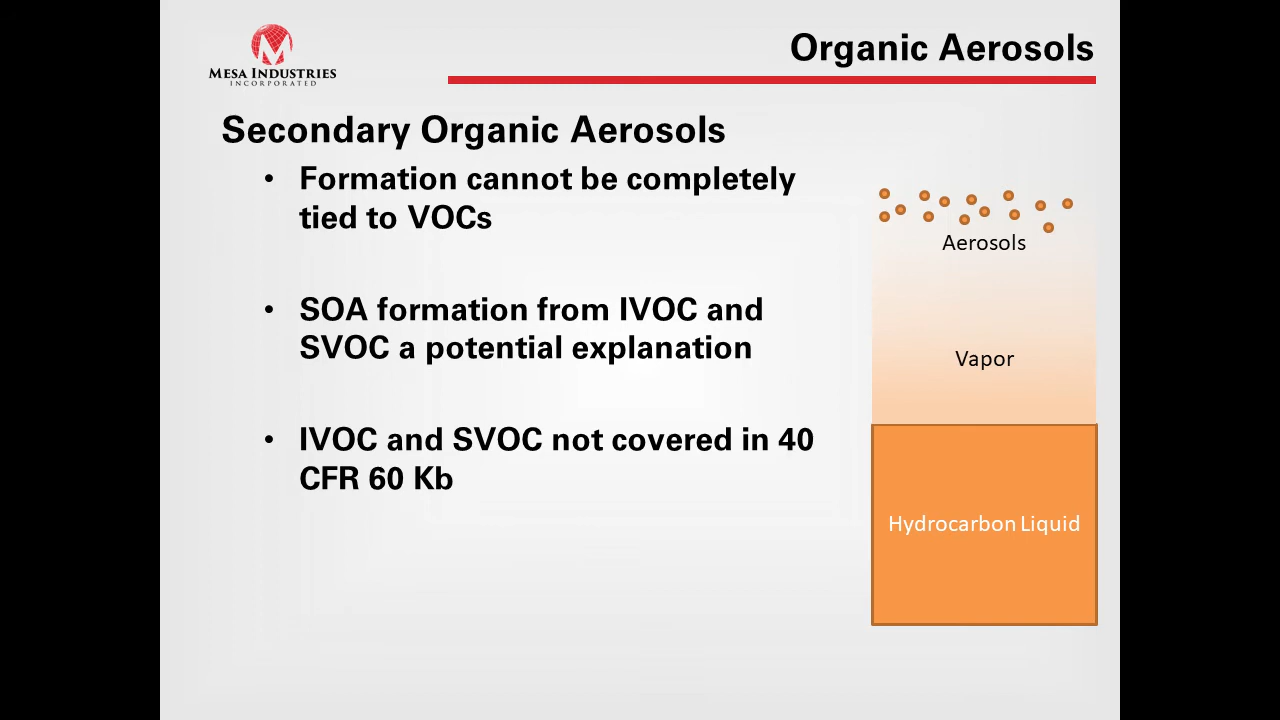 MESA INDUSTRIES
INCORPORATED
Organic Aerosols
Secondary Organic Aerosols
• Formation cannot be completely
tied to VOCs
• SOA formation from IVOC and
SVOC a potential explanation
• IVOC and SVOC not covered in 40
CFR 60 Kb
Aerosols
Vapor
Hydrocarbon Liquid